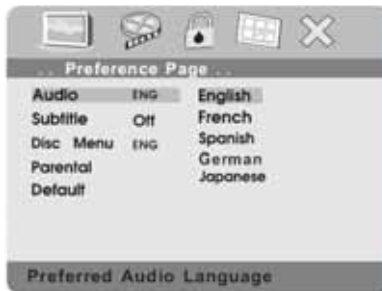 .. Preference Page ..
Audio ENG English
Subtitle Off French
Disc Menu ENG Spanish
Parental German
Default Japanese
Preferred Audio Language